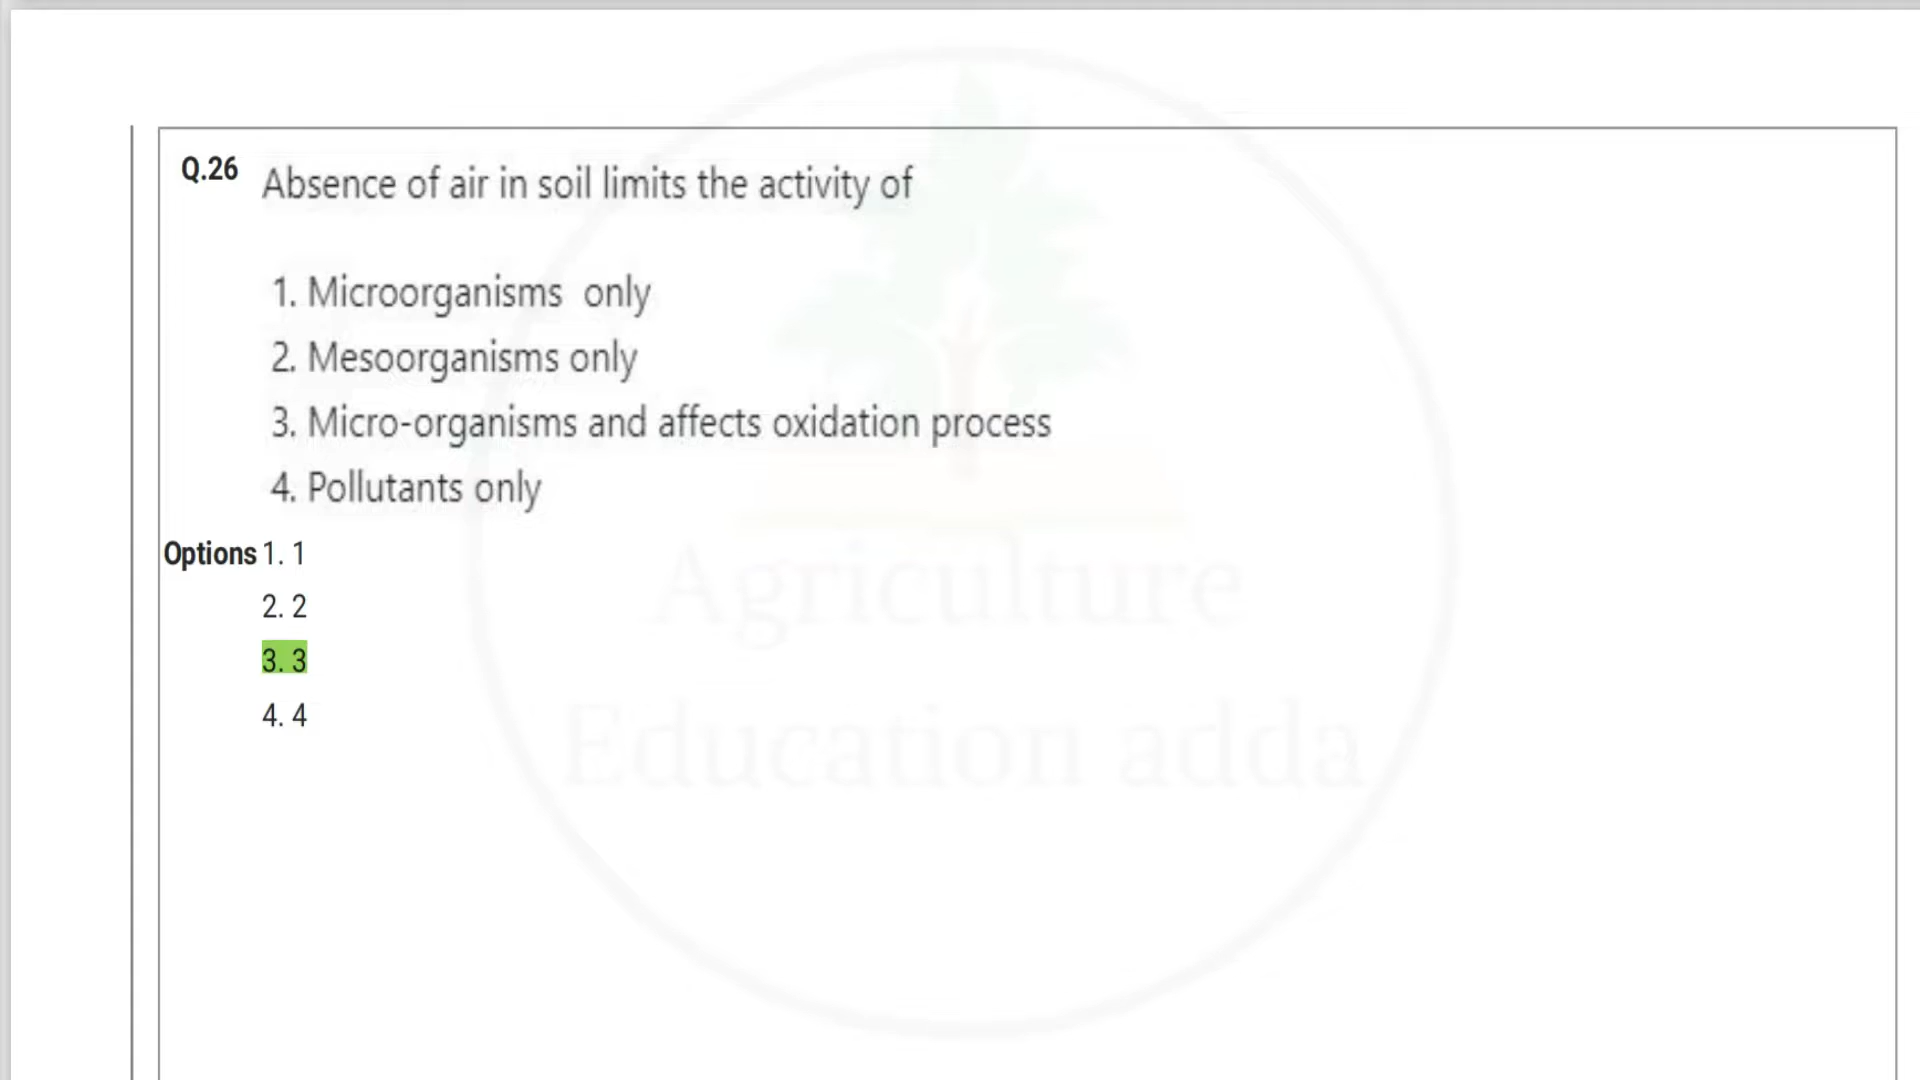 Q.26 Absence of air in soil limits the activity of
1. Microorganisms only
2. Mesoorganisms only
3. Micro-organisms and affects oxidation process
4. Pollutants only
Options 1. 1
2. 2
3. 3
4. 4
Agriculture
Education adda